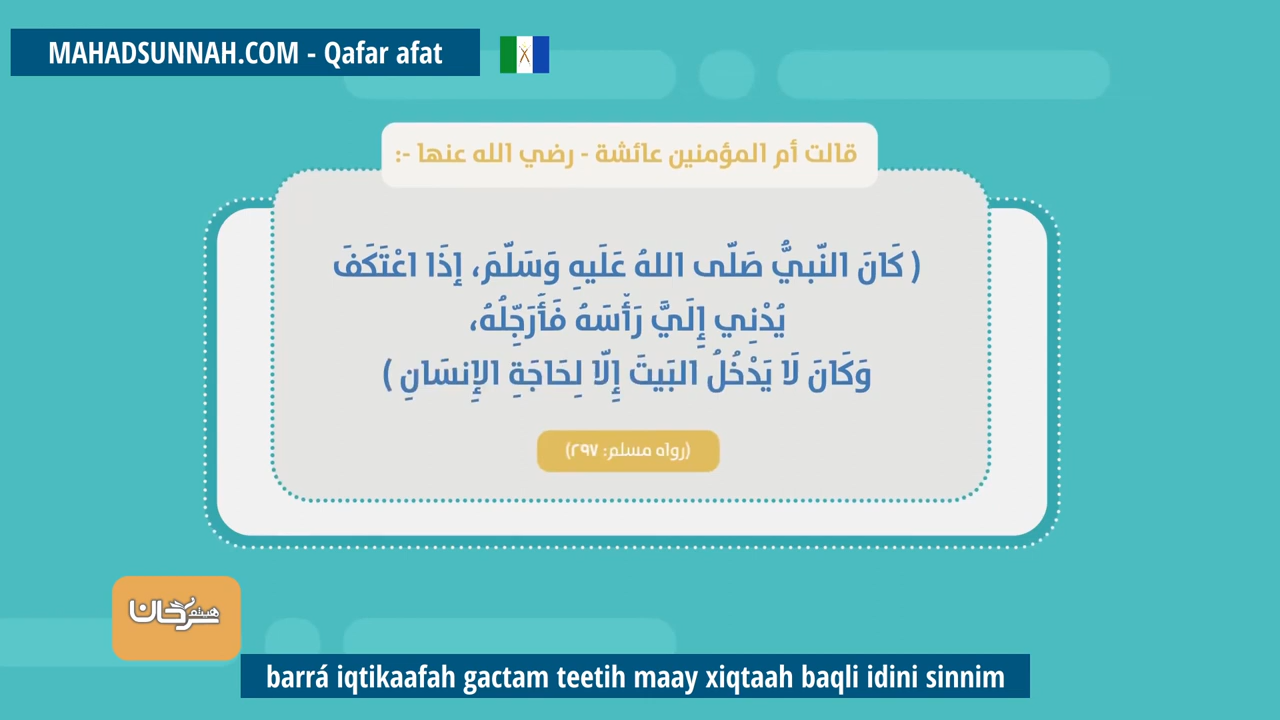 MAHADSUNNAH.COM - Qafar afat
قالت أم المؤمنين عائشة - رضي الله عنها -:
( كَانَ النّبيُّ صَلّى اللهُ عَلَيهِ وَسَلّمَ، إذَا اعْتَكَفَ
يُدْنِي إِلَيَّ رَأْسَهُ فَأُرَجِّلُهُ،
وَكَانَ لَا يَدْخُلُ البَيتَ إِلّا لِحَاجَةِ الإِنسَانِ )
(رواه مسلم: ٢٩٧)
barrá iqtikaafah gactam teetih maay xiqtaah baqli idini sinnim